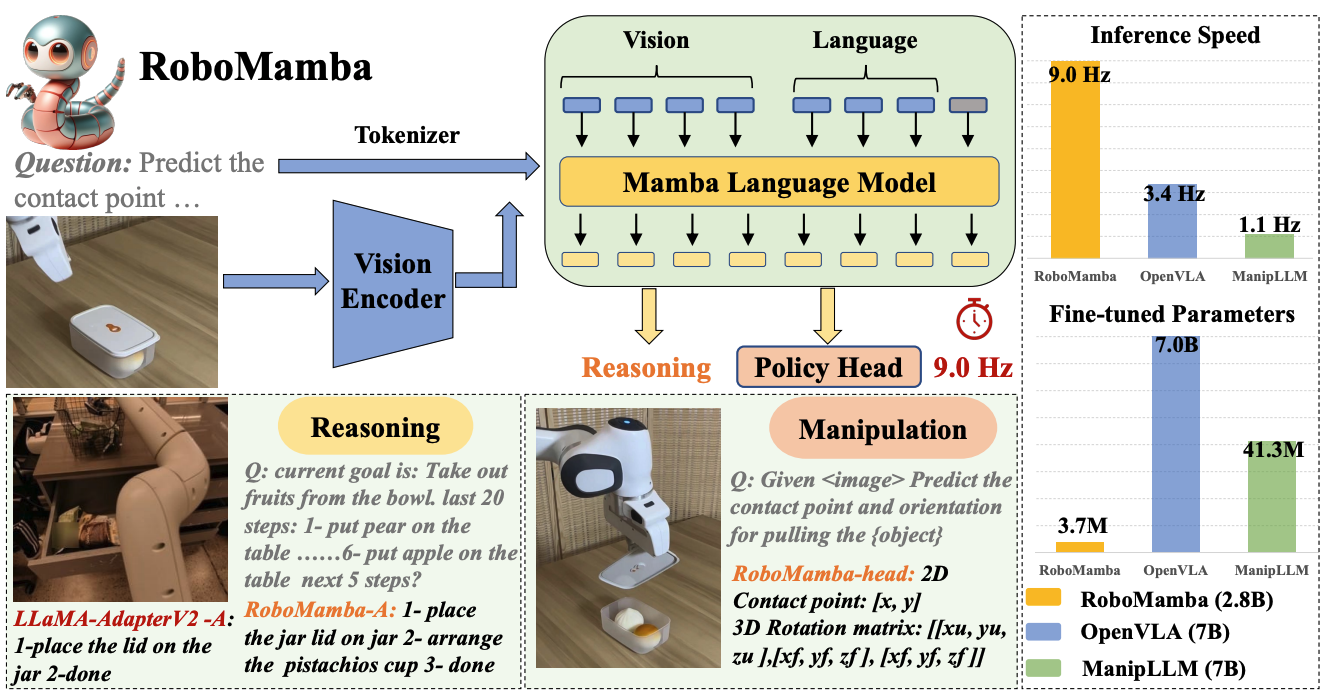 RoboMamba
Question: Predict the
contact point …
Tokenizer
Vision
Encoder
Vision
Language
Mamba Language Model
Reasoning
Policy Head
9.0 Hz
Reasoning
Q: current goal is: Take out
fruits from the bowl. last 20
steps: 1- put pear on the
table ……6- put apple on the
table next 5 steps?
LLaMA-AdapterV2 -A:
1-place the lid on the
jar 2-done
RoboMamba-A: 1- place
the jar lid on jar 2- arrange
the pistachios cup 3- done
Manipulation
Q: Given <image> Predict the
contact point and orientation
for pulling the {object}
RoboMamba-head: 2D
Contact point: [x, y]
3D Rotation matrix: [[xu, yu,
zu ],[xf, yf, zf ], [xf, yf, zf ]]
Inference Speed
9.0 Hz
3.4 Hz
1.1 Hz
RoboMamba
OpenVLA
ManipLLM
Fine-tuned Parameters
3.7M
7.0B
41.3M
RoboMamba
OpenVLA
ManipLLM
RoboMamba (2.8B)
OpenVLA (7B)
ManipLLM (7B)